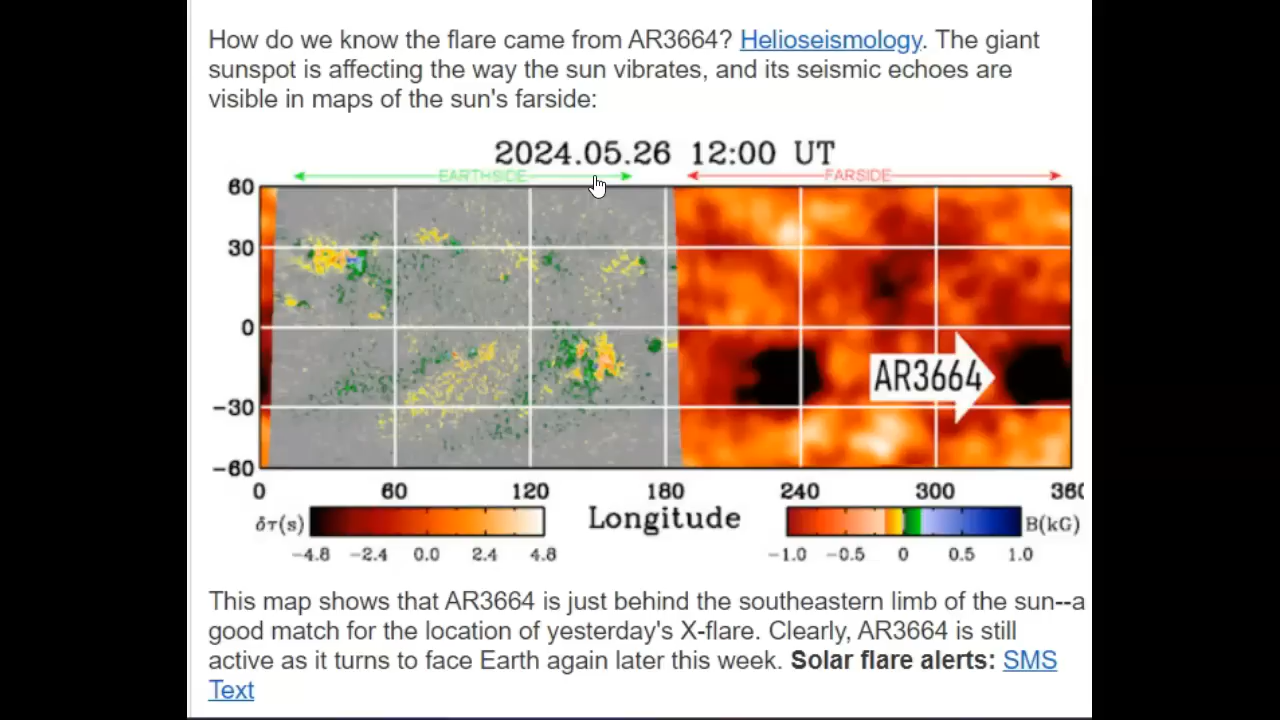 How do we know the flare came from AR3664? Helioseismology. The giant
sunspot is affecting the way the sun vibrates, and its seismic echoes are
visible in maps of the sun's farside:
2024.05.26 12:00 UT
EARTHSIDE
FARSIDE
60
30
0
-30
-60
AR3664
0 60 120 180 240 300 360
δτ(s)
Longitude
B(kG)
-4.8 -2.4 0.0 2.4 4.8
-1.0 -0.5 0 0.5 1.0
This map shows that AR3664 is just behind the southeastern limb of the sun--a
good match for the location of yesterday's X-flare. Clearly, AR3664 is still
active as it turns to face Earth again later this week. Solar flare alerts: SMS
Text